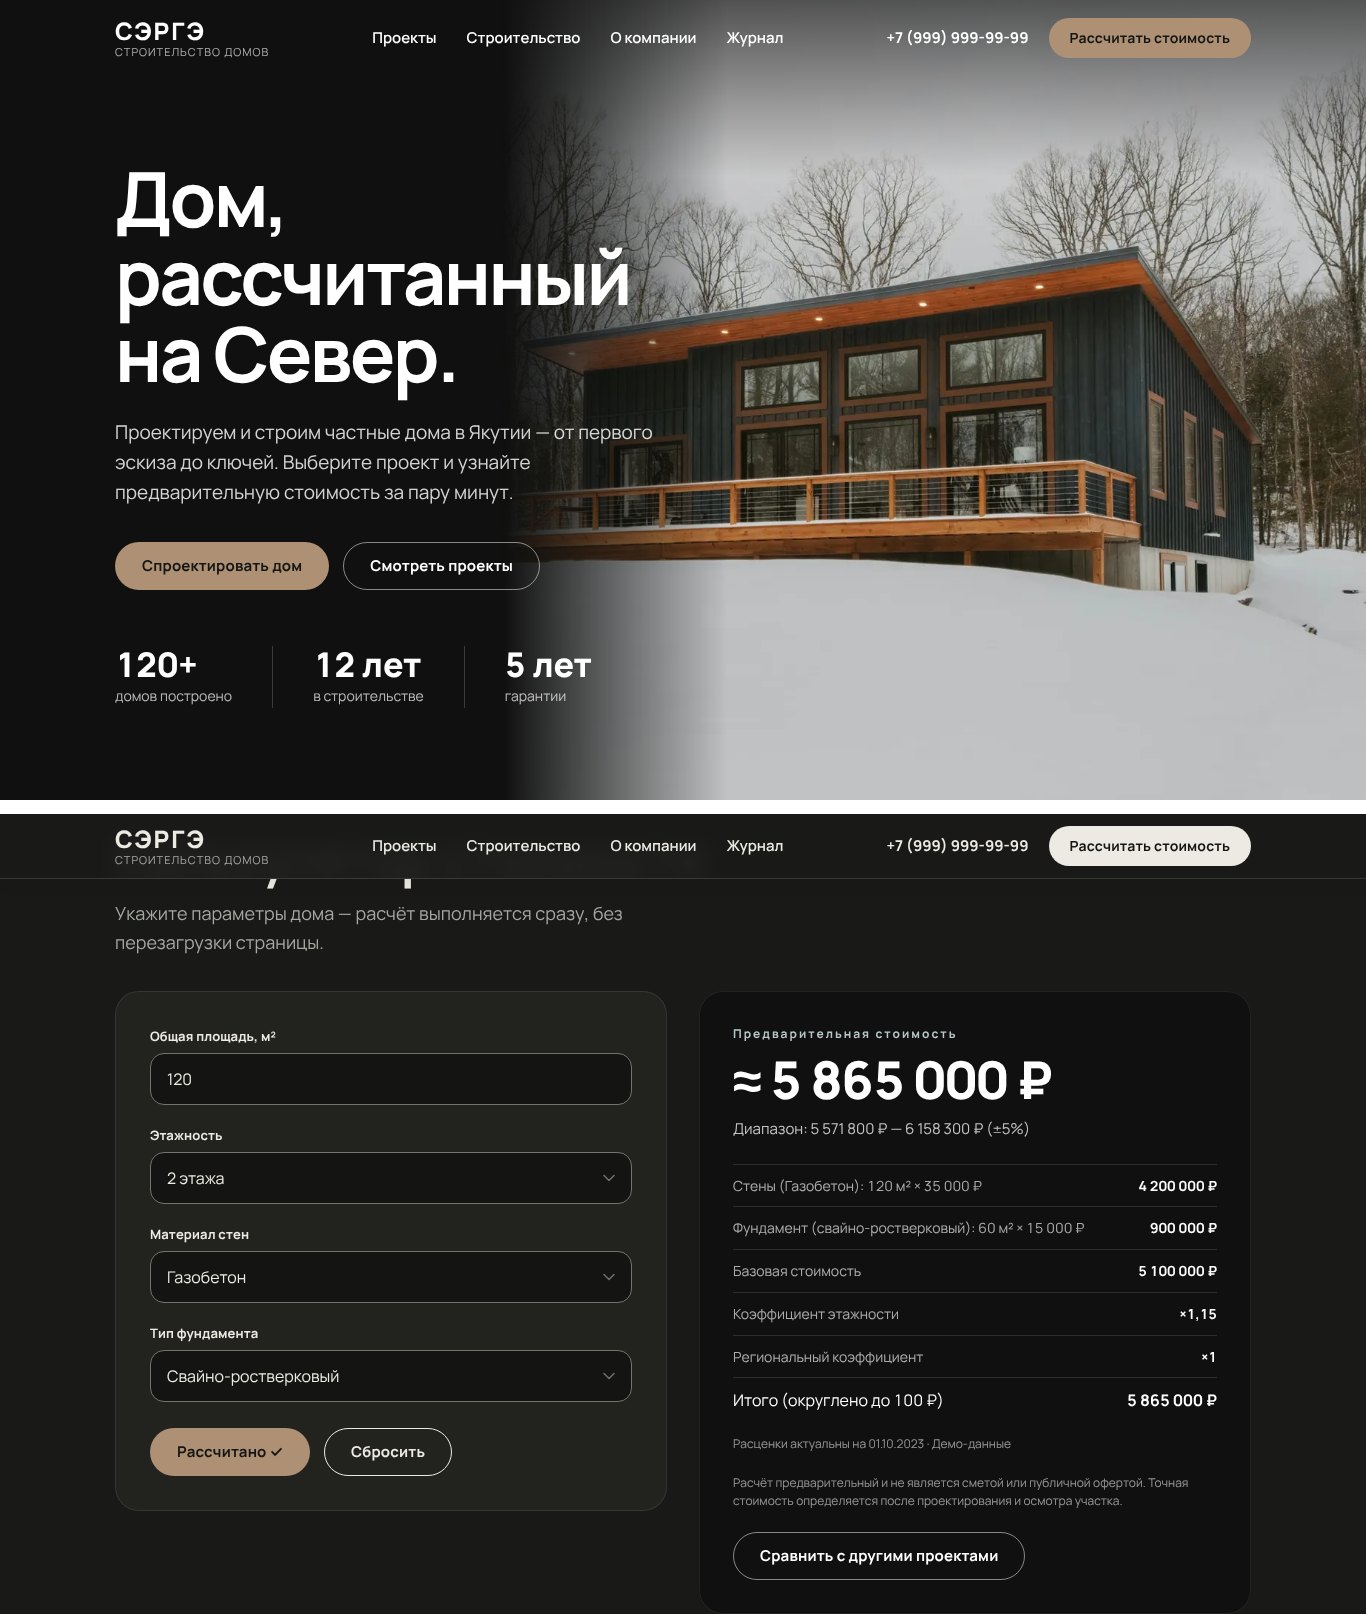 СЭРГЭ
СТРОИТЕЛЬСТВО ДОМОВ
Проекты
Строительство
О компании
Журнал
+7 (999) 999-99-99
Рассчитать стоимость
Дом,
рассчитанный
на Север.
Проектируем и строим частные дома в Якутии — от первого
эскиза до ключей. Выберите проект и узнайте
предварительную стоимость за пару минут.
Спроектировать дом
Смотреть проекты
120+
домов построено
12 лет
в строительстве
5 лет
гарантии
СЭРГЭ
СТРОИТЕЛЬСТВО ДОМОВ
Проекты
Строительство
О компании
Журнал
+7 (999) 999-99-99
Рассчитать стоимость
Укажите параметры дома — расчёт выполняется сразу, без
перезагрузки страницы.
Общая площадь, м²
120
Этажность
2 этажа
Материал стен
Газобетон
Тип фундамента
Свайно-ростверковый
Рассчитано ✓
Сбросить
Предварительная стоимость
≈ 5 865 000 ₽
Диапазон: 5 571 800 ₽ — 6 158 300 ₽ (±5%)
Стены (Газобетон): 120 м² × 35 000 ₽
4 200 000 ₽
Фундамент (свайно-ростверковый): 60 м² × 15 000 ₽
900 000 ₽
Базовая стоимость
5 100 000 ₽
Коэффициент этажности
×1,15
Региональный коэффициент
×1
Итого (округлено до 100 ₽)
5 865 000 ₽
Расценки актуальны на 01.10.2023 · Демо-данные
Расчёт предварительный и не является сметой или публичной офертой. Точная
стоимость определяется после проектирования и осмотра участка.
Сравнить с другими проектами